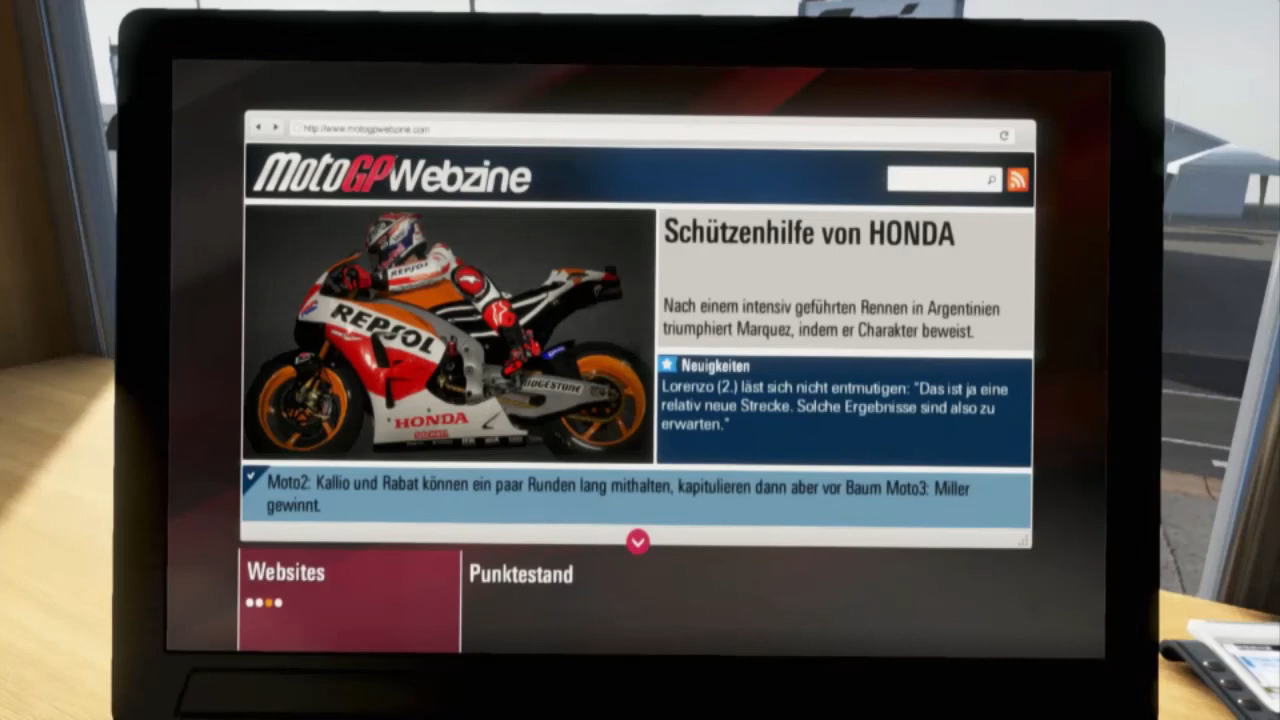 http://www.motogpwebzine.com
MotoGP Webzine
Schützenhilfe von HONDA
Nach einem intensiv geführten Rennen in Argentinien
triumphiert Marquez, indem er Charakter beweist.
Neuigkeiten
Lorenzo (2.) läst sich nicht entmutigen: "Das ist ja eine
relativ neue Strecke. Solche Ergebnisse sind also zu
erwarten."
REPSOL
REPSOL
BRIDGESTONE
HONDA
Moto2: Kallio und Rabat können ein paar Runden lang mithalten, kapitulieren dann aber vor Baum Moto3: Miller
gewinnt.
Websites
Punktestand